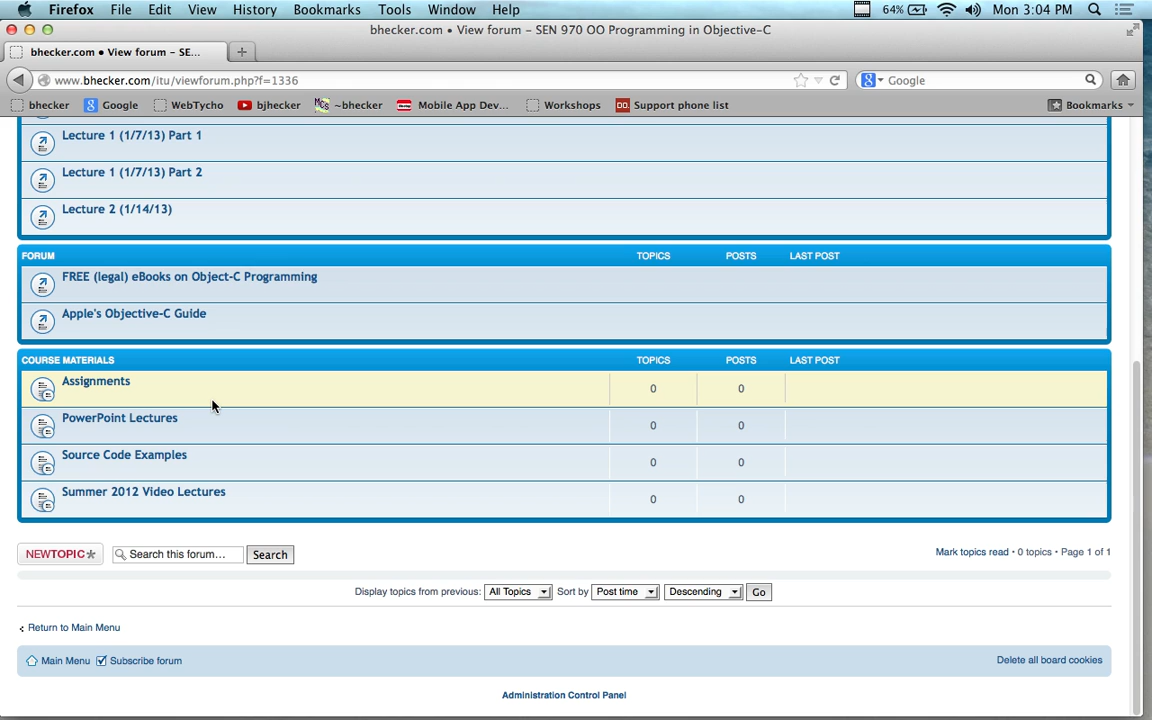 Firefox File Edit View History Bookmarks Tools Window Help 64% Mon 3:04 PM
bhecker.com • View forum – SEN 970 OO Programming in Objective-C
bhecker.com • View forum – SE... +
www.bhecker.com/itu/viewforum.php?f=1336 Google
bhecker Google WebTycho bjhecker ~bhecker Mobile App Dev... Workshops Support phone list Bookmarks
Lecture 1 (1/7/13) Part 1
Lecture 1 (1/7/13) Part 2
Lecture 2 (1/14/13)
FORUM TOPICS POSTS LAST POST
FREE (legal) eBooks on Object-C Programming
Apple's Objective-C Guide
COURSE MATERIALS TOPICS POSTS LAST POST
Assignments 0 0
PowerPoint Lectures 0 0
Source Code Examples 0 0
Summer 2012 Video Lectures 0 0
NEWTOPIC* Search this forum... Search Mark topics read • 0 topics • Page 1 of 1
Display topics from previous: All Topics Sort by Post time Descending Go
Return to Main Menu
Main Menu Subscribe forum Delete all board cookies
Administration Control Panel